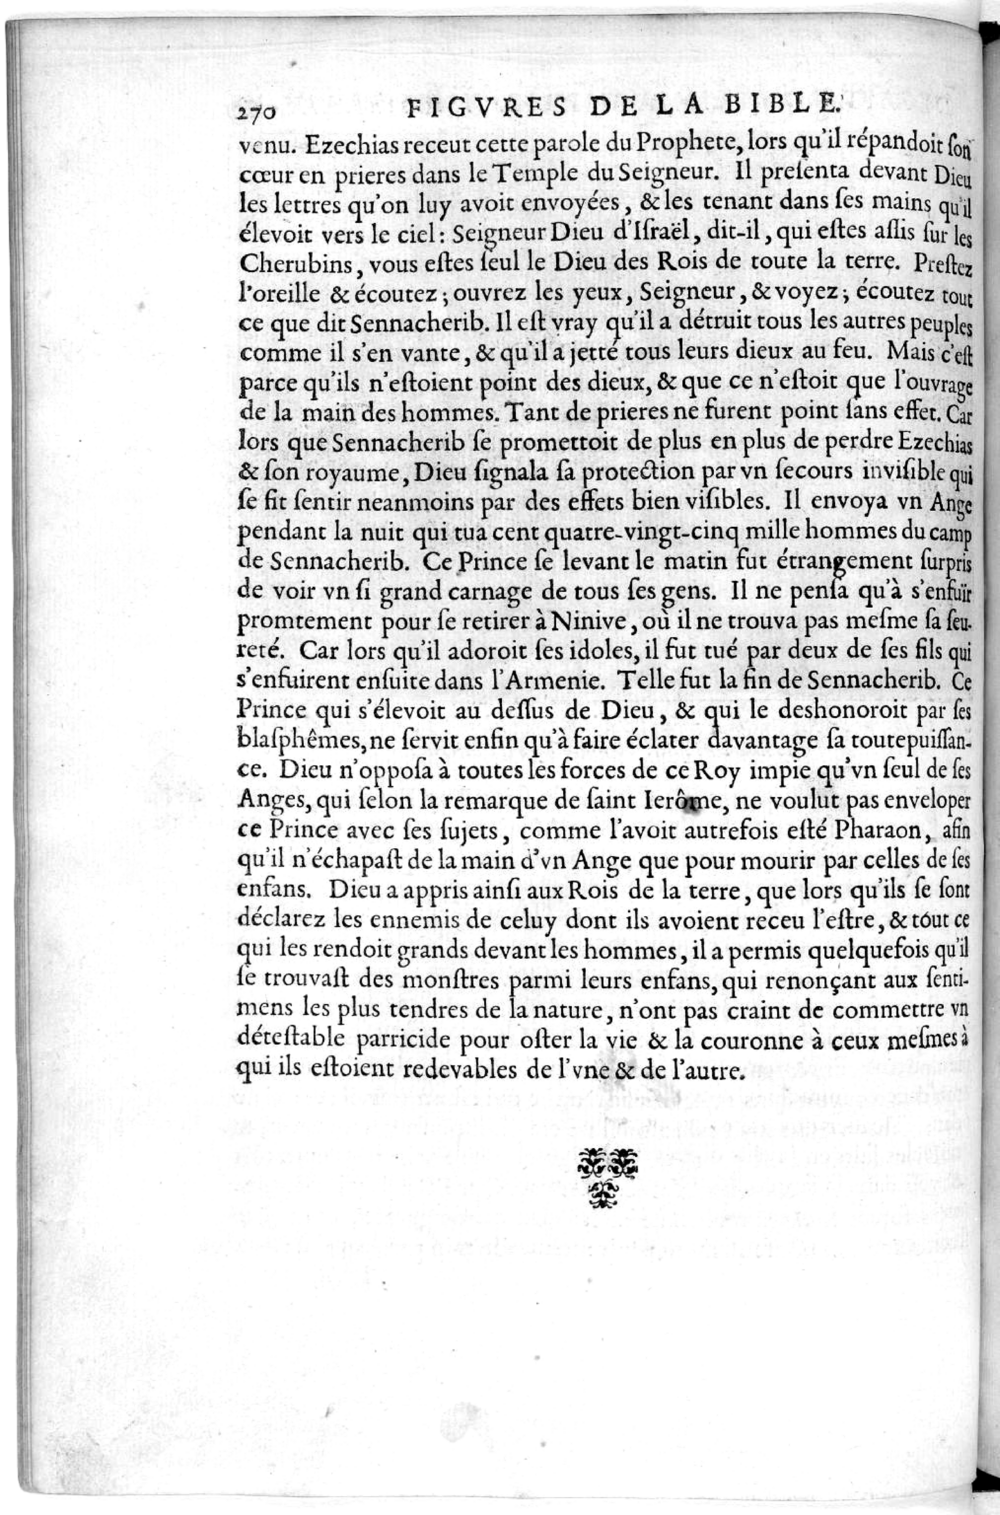 270 FIGVRES DE LA BIBLE.
venu. Ezechias receut cette parole du Prophete, lors qu'il répandoit ſon
cœur en prieres dans le Temple du Seigneur. Il preſenta devant Dieu
les lettres qu'on luy avoit envoyées, & les tenant dans ſes mains qu'il
élevoit vers le ciel: Seigneur Dieu d'Iſraël, dit-il, qui eſtes aſſis ſur les
Cherubins, vous eſtes ſeul le Dieu des Rois de toute la terre. Preſtez
l'oreille & écoutez; ouvrez les yeux, Seigneur, & voyez; écoutez tout
ce que dit Sennacherib. Il eſt vray qu'il a détruit tous les autres peuples
comme il s'en vante, & qu'il a jetté tous leurs dieux au feu. Mais c'eſt
parce qu'ils n'eſtoient point des dieux, & que ce n'eſtoit que l'ouvrage
de la main des hommes. Tant de prieres ne furent point ſans effet. Car
lors que Sennacherib ſe promettoit de plus en plus de perdre Ezechias
& ſon royaume, Dieu ſignala ſa protection par vn ſecours inviſible qui
ſe fit ſentir neanmoins par des effets bien viſibles. Il envoya vn Ange
pendant la nuit qui tua cent quatre-vingt-cinq mille hommes du camp
de Sennacherib. Ce Prince ſe levant le matin fut étrangement ſurpris
de voir vn ſi grand carnage de tous ſes gens. Il ne penſa qu'à s'enfuïr
promtement pour ſe retirer à Ninive, où il ne trouva pas meſme ſa ſeu-
reté. Car lors qu'il adoroit ſes idoles, il fut tué par deux de ſes fils qui
s'enfuirent enſuite dans l'Armenie. Telle fut la fin de Sennacherib. Ce
Prince qui s'élevoit au deſſus de Dieu, & qui le deshonoroit par ſes
blaſphêmes, ne ſervit enfin qu'à faire éclater davantage ſa toutepuiſſan-
ce. Dieu n'oppoſa à toutes les forces de ce Roy impie qu'vn ſeul de ſes
Anges, qui ſelon la remarque de ſaint Ierôme, ne voulut pas enveloper
ce Prince avec ſes ſujets, comme l'avoit autrefois eſté Pharaon, afin
qu'il n'échapaſt de la main d'vn Ange que pour mourir par celles de ſes
enfans. Dieu a appris ainſi aux Rois de la terre, que lors qu'ils ſe ſont
déclarez les ennemis de celuy dont ils avoient receu l'eſtre, & tout ce
qui les rendoit grands devant les hommes, il a permis quelquefois qu'il
ſe trouvaſt des monſtres parmi leurs enfans, qui renonçant aux ſenti-
mens les plus tendres de la nature, n'ont pas craint de commettre vn
déteſtable parricide pour oſter la vie & la couronne à ceux meſmes à
qui ils eſtoient redevables de l'vne & de l'autre.